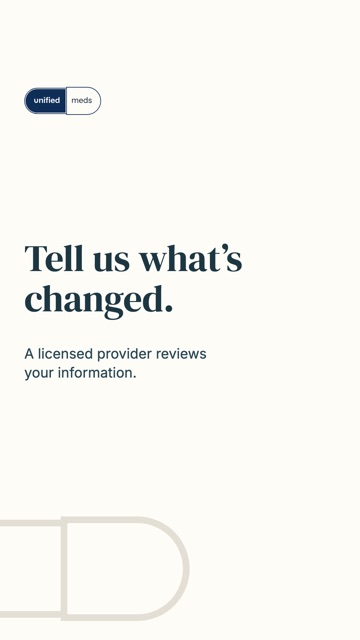 unified meds
Tell us what’s
changed.
A licensed provider reviews
your information.